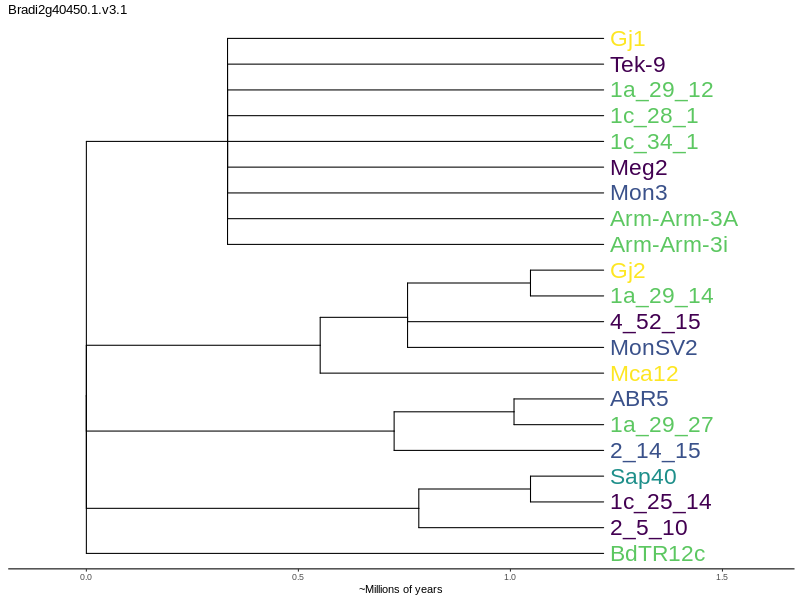 Bradi2g40450.1.v3.1
Gj1
Tek-9
1a_29_12
1c_28_1
1c_34_1
Meg2
Mon3
Arm-Arm-3A
Arm-Arm-3i
Gj2
1a_29_14
4_52_15
MonSV2
Mca12
ABR5
1a_29_27
2_14_15
Sap40
1c_25_14
2_5_10
BdTR12c
0.0 0.5 1.0 1.5
~Millions of years